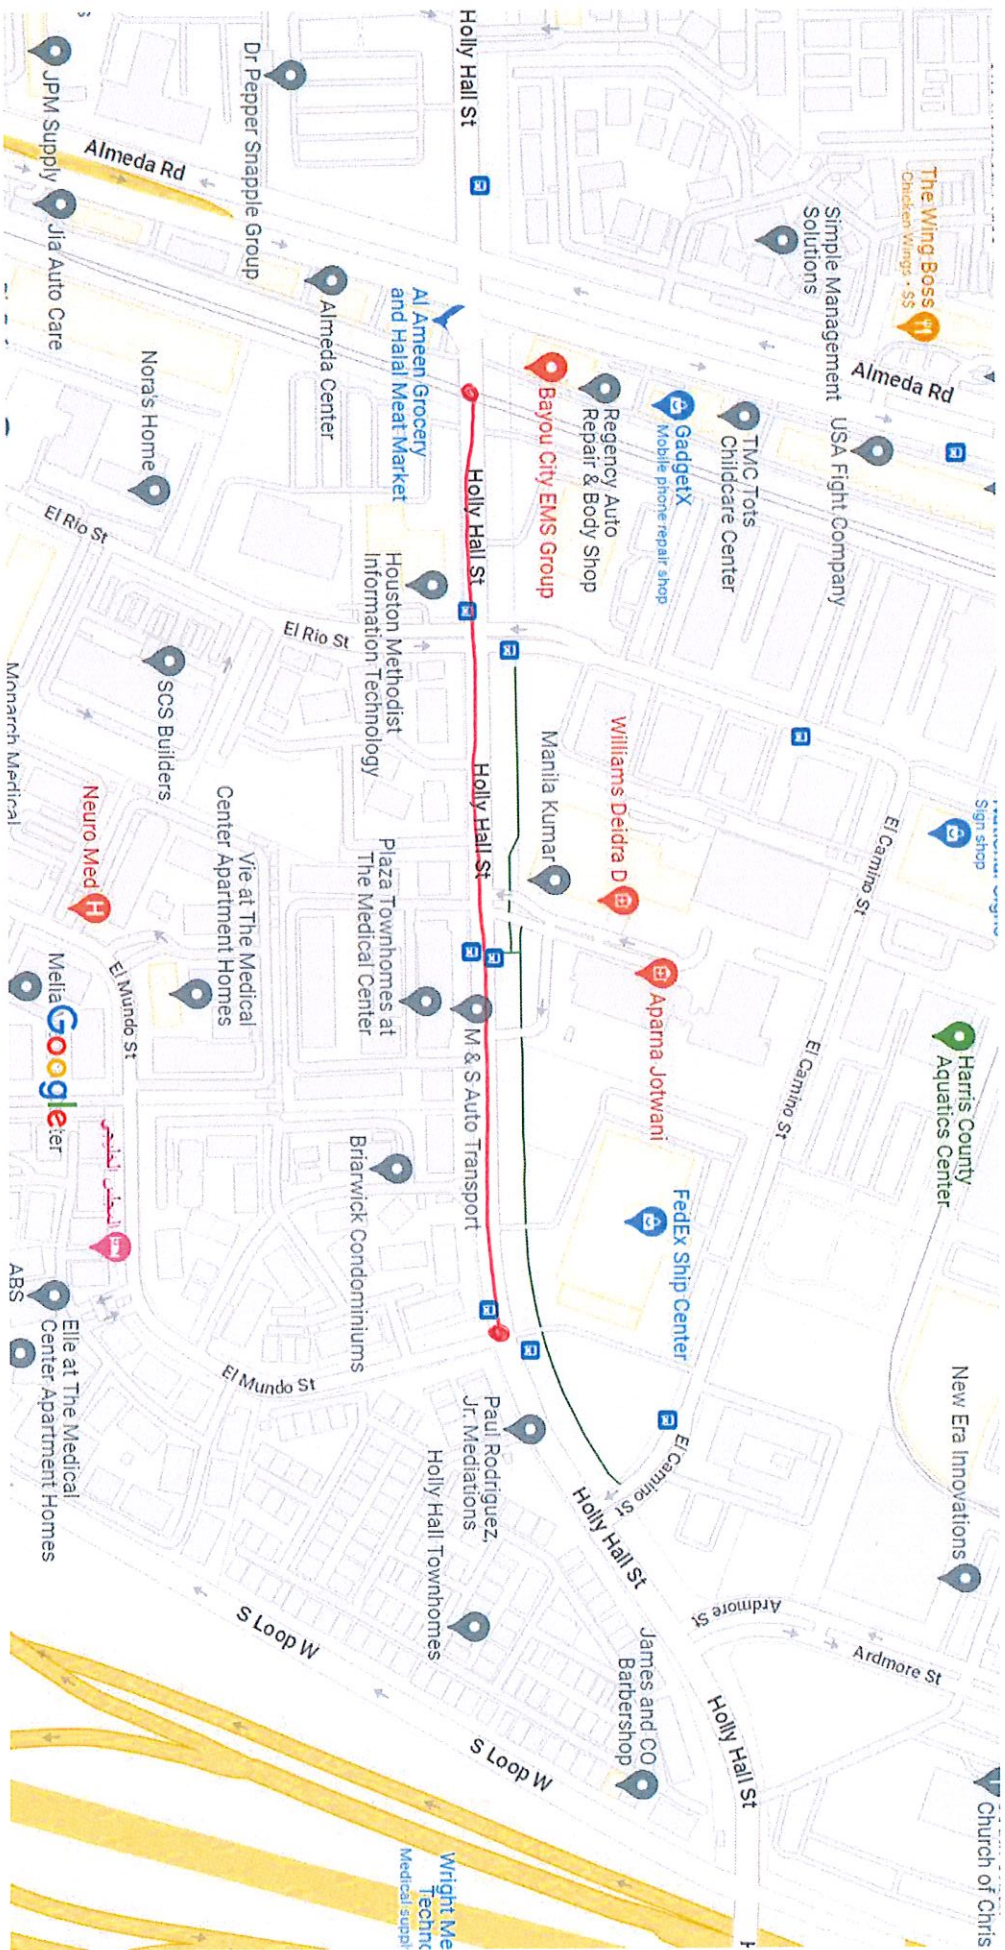 Sign shop
Church of Chris
Harris County
Aquatics Center
New Era Innovations
The Wing Boss
Chicken Wings · $$
Almeda Rd
El Camino St
Ardmore St
Simple Management
Solutions
USA Fight Company
El Camino St
TMC Tots
Childcare Center
Ardmore St
Holly Hall St
GadgetX
Mobile phone repair shop
Aparna Jotwani
FedEx Ship Center
El Camino St
James and CO
Barbershop
Regency Auto
Repair & Body Shop
Williams Deidra D
Holly Hall St
Bayou City EMS Group
Manila Kumar
S Loop W
Holly Hall St
Holly Hall St
Holly Hall St
M & S Auto Transport
Paul Rodriguez,
Jr. Mediations
Holly Hall Townhomes
Wright Me
Techno
Medical suppl
Al Ameen Grocery
and Halal Meat Market
Houston Methodist
Information Technology
Plaza Townhomes at
The Medical Center
Briarwick Condominiums
Almeda Center
El Rio St
Dr Pepper Snapple Group
Vie at The Medical
Center Apartment Homes
El Mundo St
S Loop W
Almeda Rd
Nora's Home
SCS Builders
El Mundo St
El Rio St
Neuro Med
JPM Supply
Jia Auto Care
Melia
Google
ter
Elle at The Medical
Center Apartment Homes
Monarch Medical
ABS